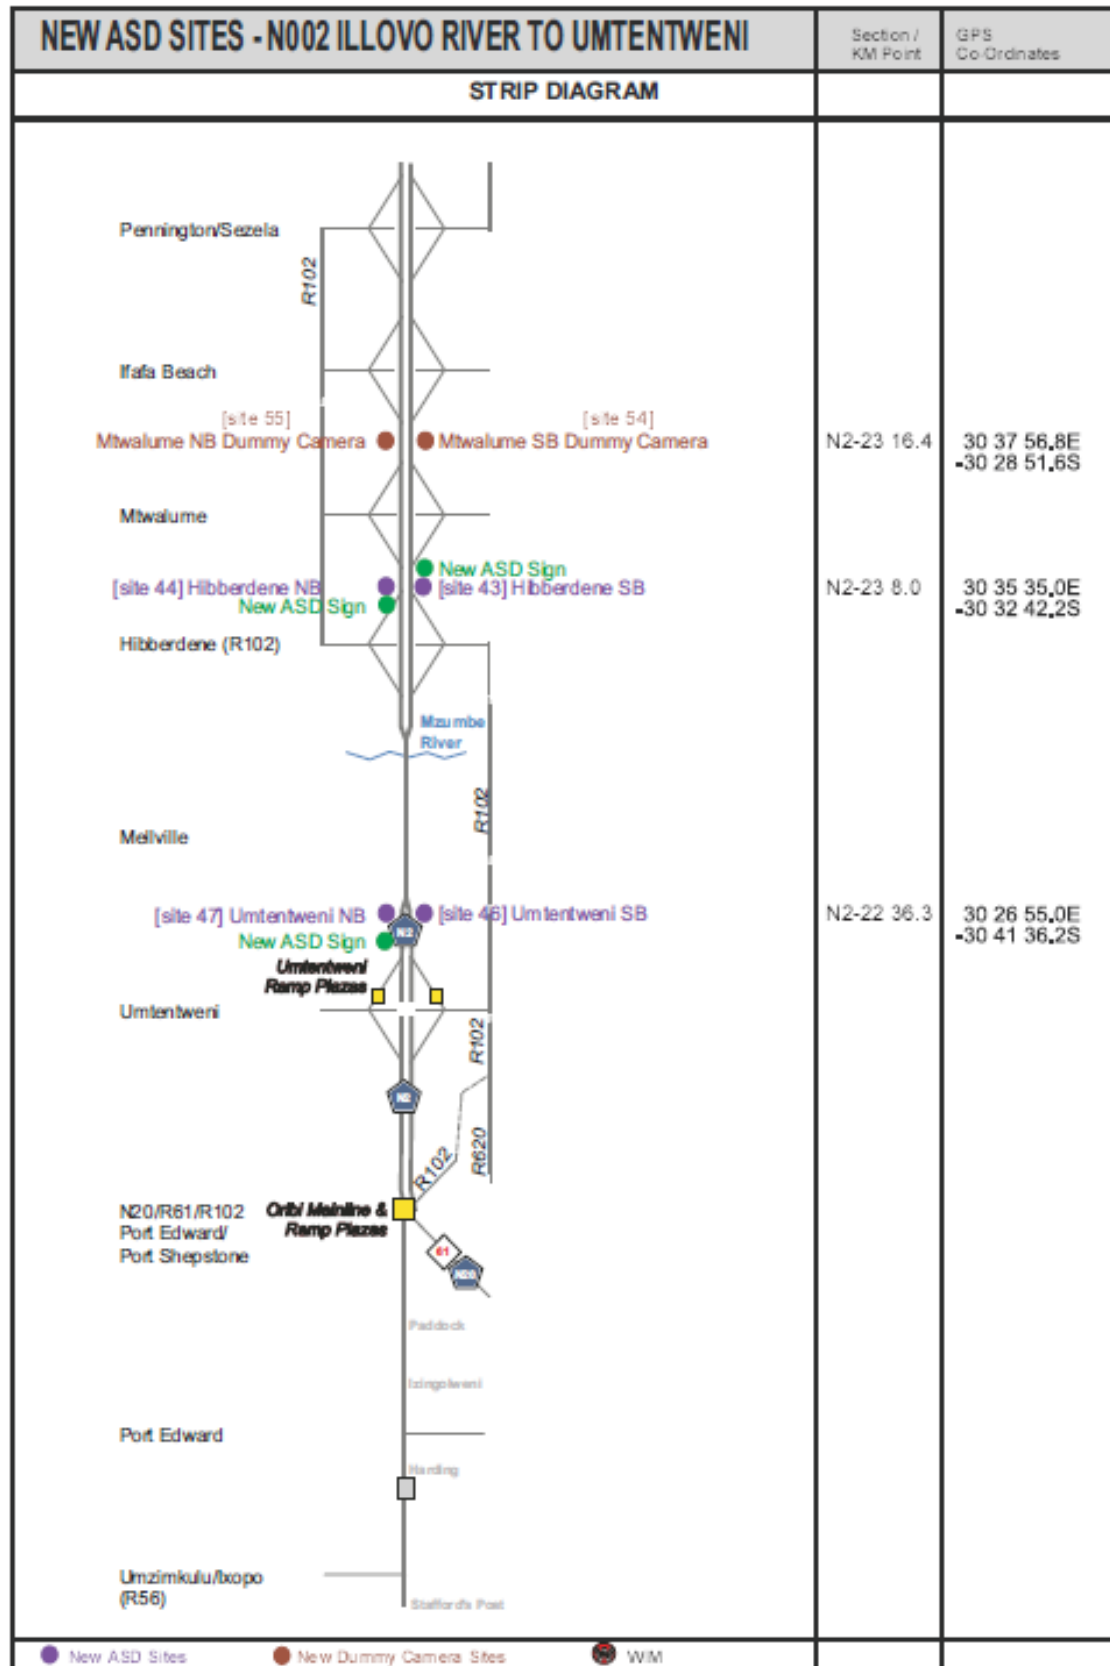 NEW ASD SITES - N002 ILLOVO RIVER TO UMTENTWENI
Section /
KM Point
GPS
Co-Ordinates
STRIP DIAGRAM
Pennington/Sezela
R102
Ifafa Beach
[site 55]
[site 54]
Mtwalume NB Dummy Camera
Mtwalume SB Dummy Camera
N2-23 16.4
30 37 56.8E
-30 28 51.6S
Mtwalume
New ASD Sign
[site 44] Hibberdene NB
[site 43] Hibberdene SB
N2-23 8.0
30 35 35.0E
-30 32 42.2S
New ASD Sign
Hibberdene (R102)
Mzumbe
River
R102
Mellville
[site 47] Umtentweni NB
[site 46] Umtentweni SB
N2-22 36.3
30 26 55.0E
-30 41 36.2S
N2
New ASD Sign
Umtentweni
Ramp Plazas
Umtentweni
R102
N2
R620
R102
N20/R61/R102
Port Edward/
Port Shepstone
Oribi Mainline &
Ramp Plazas
61
N20
Paddock
Izingolweni
Port Edward
Harding
Umzimkulu/Ixopo
(R56)
Stafford's Post
New ASD Sites
New Dummy Camera Sites
WIM